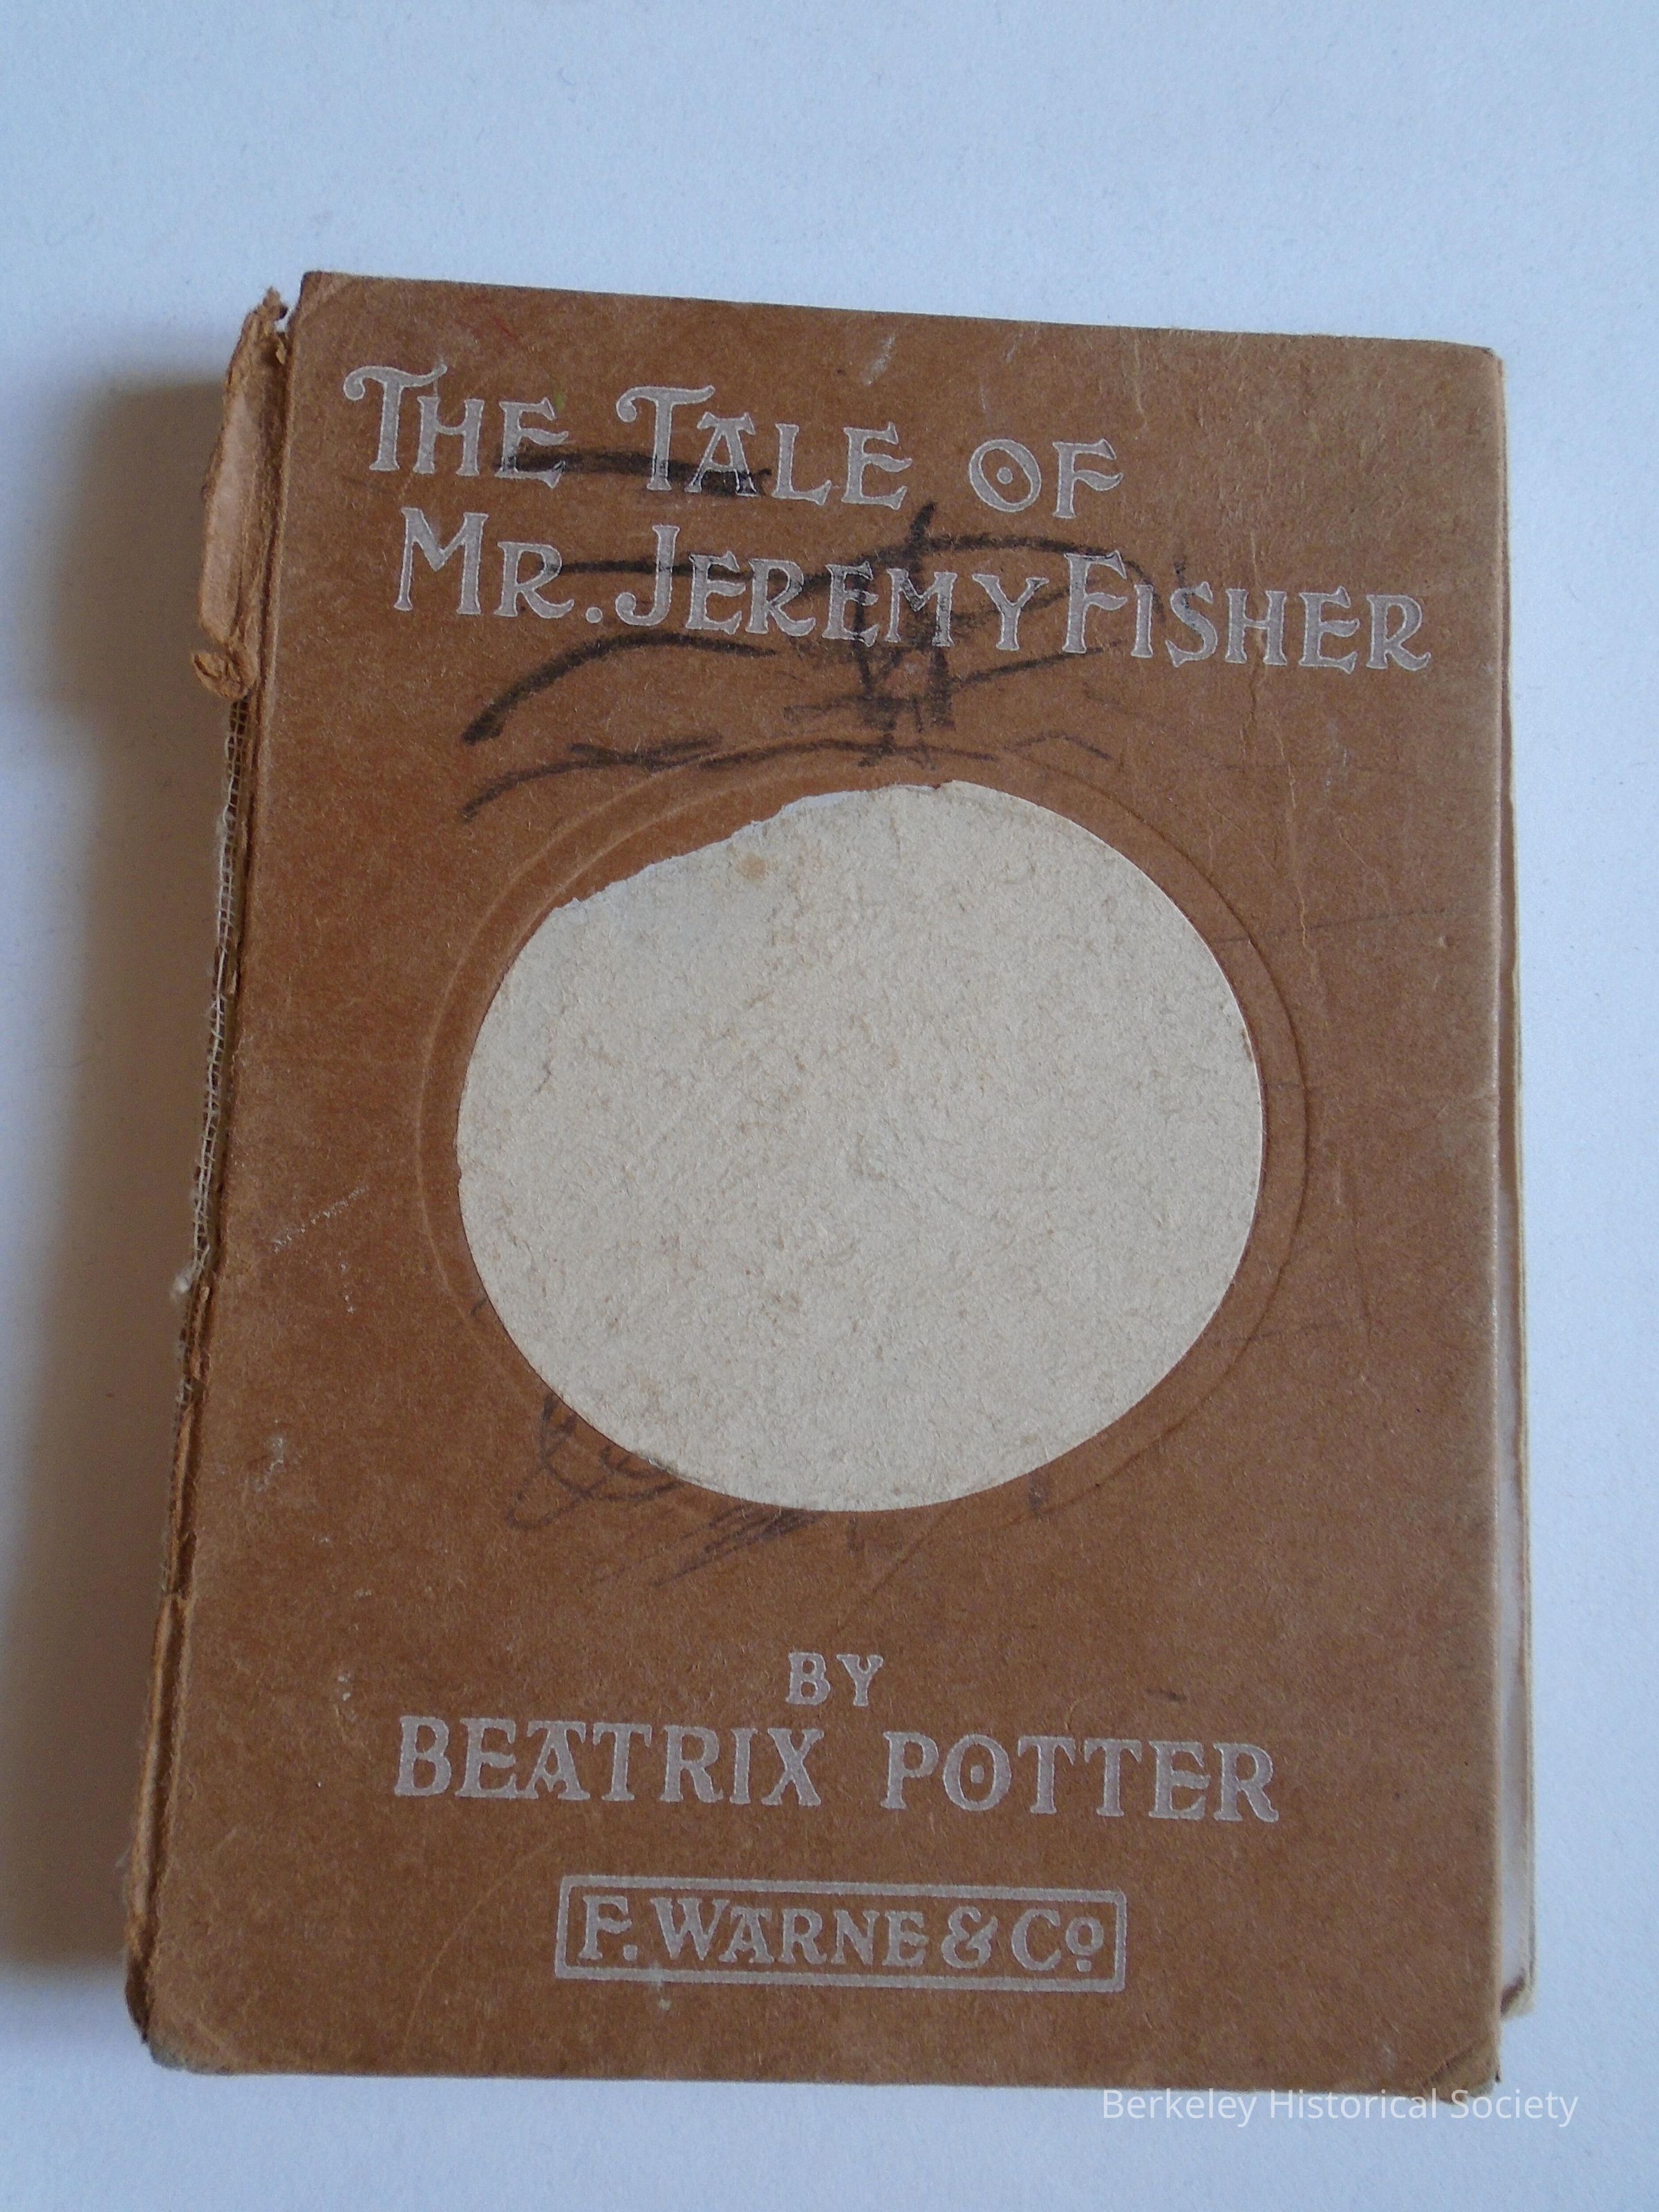 THE TALE OF
MR. JEREMY FISHER
BY
BEATRIX POTTER
F. WARNE & Co
Berkeley Historical Society